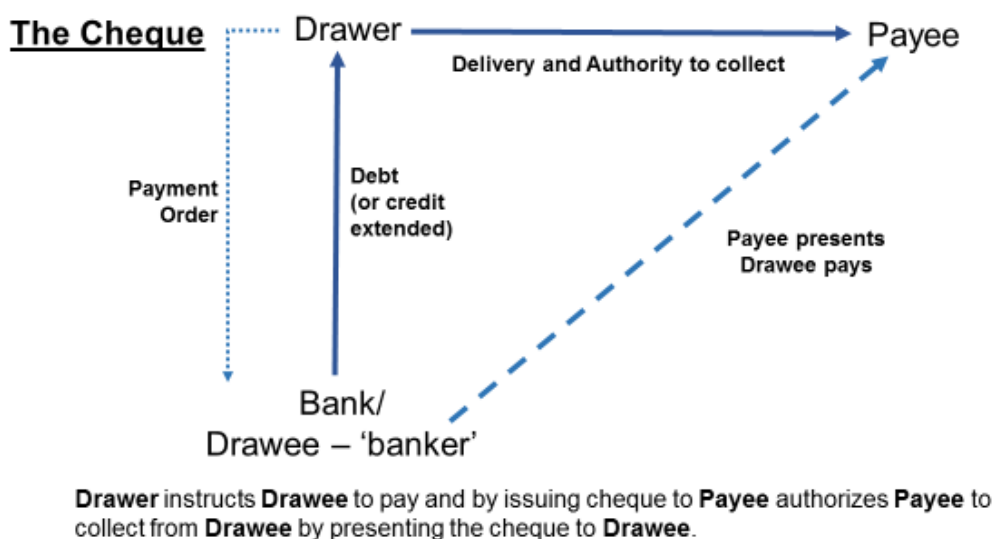 The Cheque
Drawer
Payee
Delivery and Authority to collect
Payment
Order
Debt
(or credit
extended)
Payee presents
Drawee pays
Bank/
Drawee – ‘banker’
Drawer instructs Drawee to pay and by issuing cheque to Payee authorizes Payee to
collect from Drawee by presenting the cheque to Drawee.